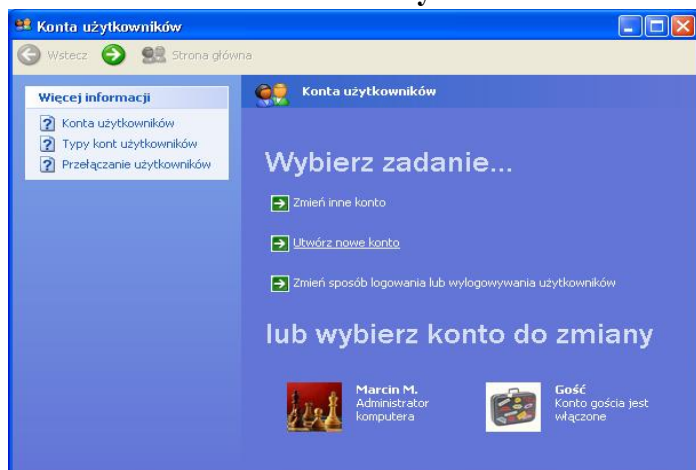 Konta użytkowników
Wstecz
Strona główna
Więcej informacji
Konta użytkowników
Typy kont użytkowników
Przełączanie użytkowników
Konta użytkowników
Wybierz zadanie...
Zmień inne konto
Utwórz nowe konto
Zmień sposób logowania lub wylogowywania użytkowników
lub wybierz konto do zmiany
Marcin M.
Administrator
komputera
Gość
Konto gościa jest
włączone